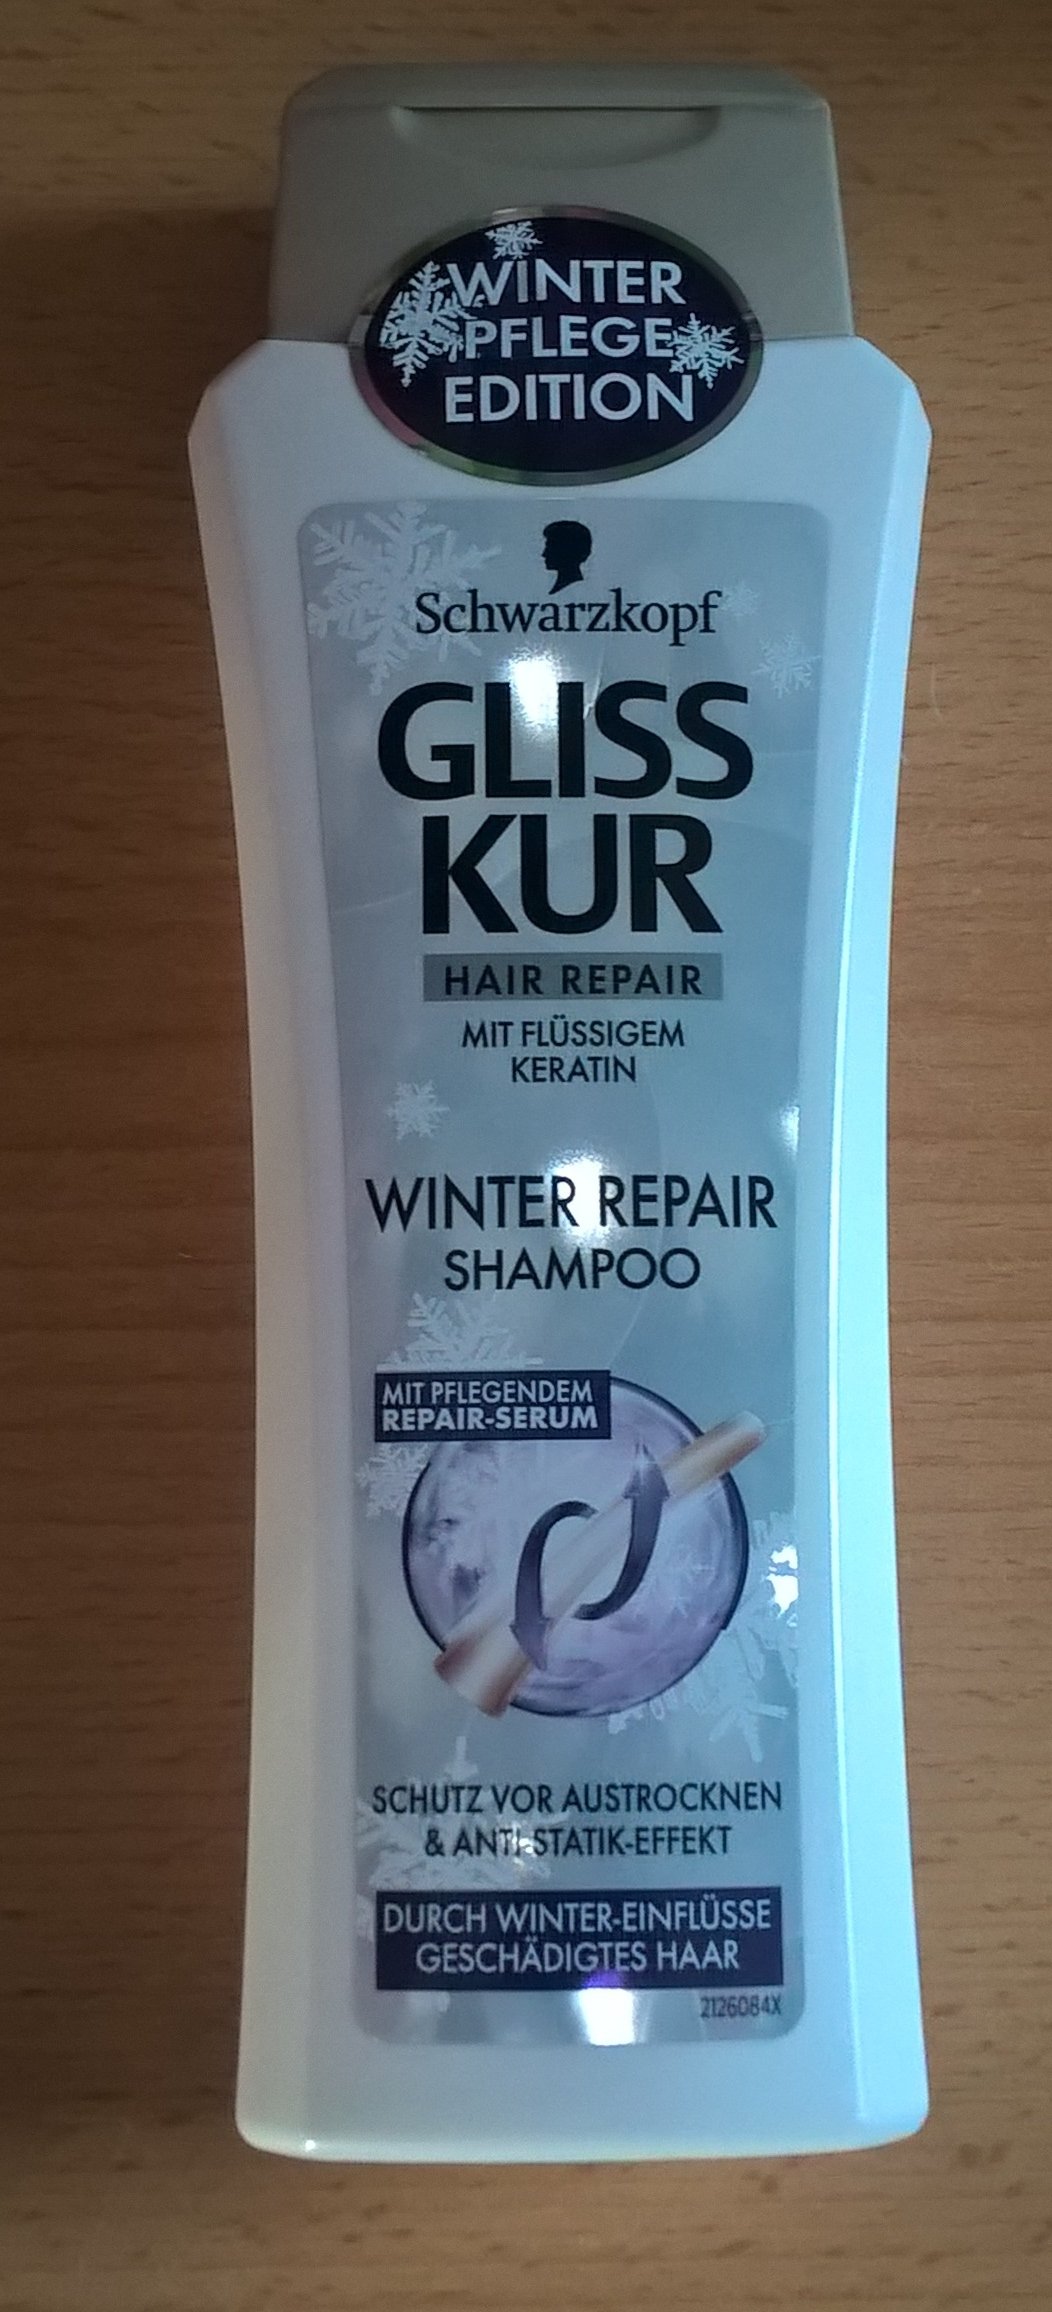 WINTER
PFLEGE
EDITION
Schwarzkopf
GLISS
KUR
HAIR REPAIR
MIT FLÜSSIGEM
KERATIN
WINTER REPAIR
SHAMPOO
MIT PFLEGENDEM
REPAIR-SERUM
SCHUTZ VOR AUSTROCKNEN
& ANTI-STATIK-EFFEKT
DURCH WINTER-EINFLÜSSE
GESCHÄDIGTES HAAR
2126084X